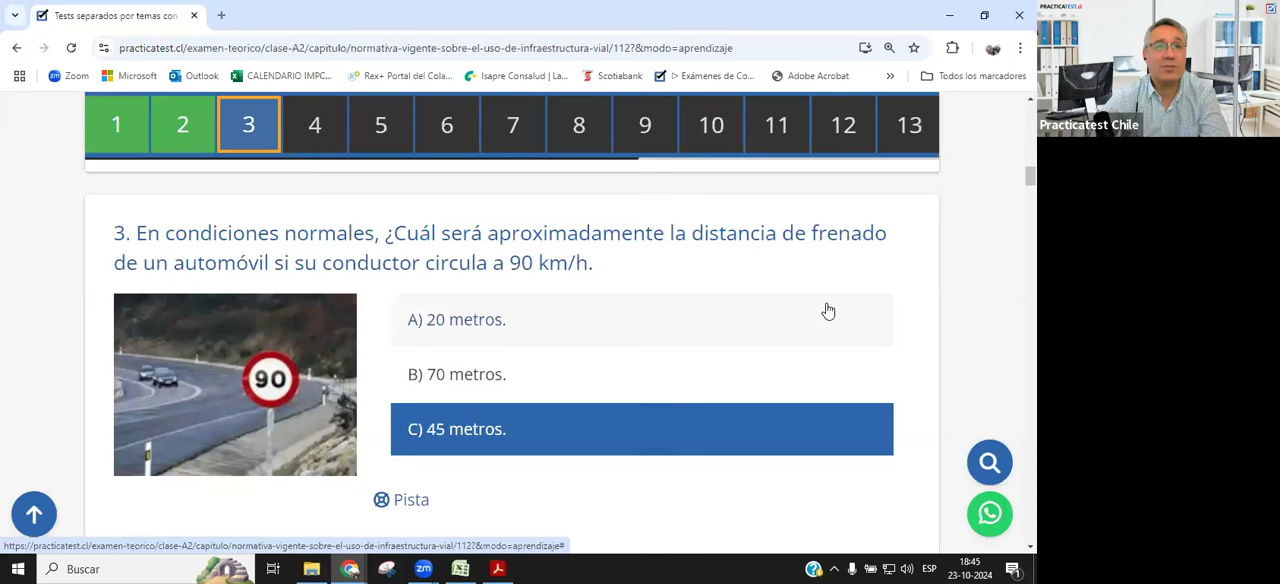 Tests separados por temas con
practicatest.cl/examen-teorico/clase-A2/capitulo/normativa-vigente-sobre-el-uso-de-infraestructura-vial/112?&modo=aprendizaje
Zoom Microsoft Outlook CALENDARIO IMPC... Rex+ Portal del Cola... Isapre Consalud | La... Scotiabank ▷ Exámenes de Co... Adobe Acrobat » Todos los marcadores
1 2 3 4 5 6 7 8 9 10 11 12 13
3. En condiciones normales, ¿Cuál será aproximadamente la distancia de frenado
de un automóvil si su conductor circula a 90 km/h.
90
A) 20 metros.
B) 70 metros.
C) 45 metros.
Pista
https://practicatest.cl/examen-teorico/clase-A2/capitulo/normativa-vigente-sobre-el-uso-de-infraestructura-vial/112?&modo=aprendizaje#
Buscar
zm
ESP
18:45
23-10-2024
PRACTICATEST.cl
Practicatest Chile